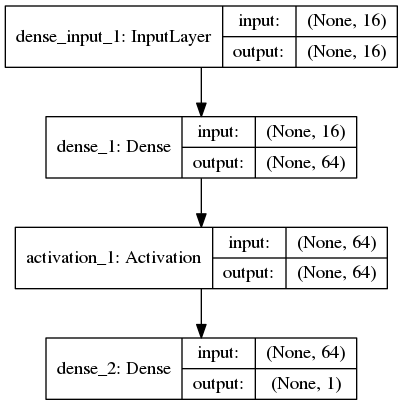 dense_input_1: InputLayer
input: (None, 16)
output: (None, 16)
dense_1: Dense
input: (None, 16)
output: (None, 64)
activation_1: Activation
input: (None, 64)
output: (None, 64)
dense_2: Dense
input: (None, 64)
output: (None, 1)